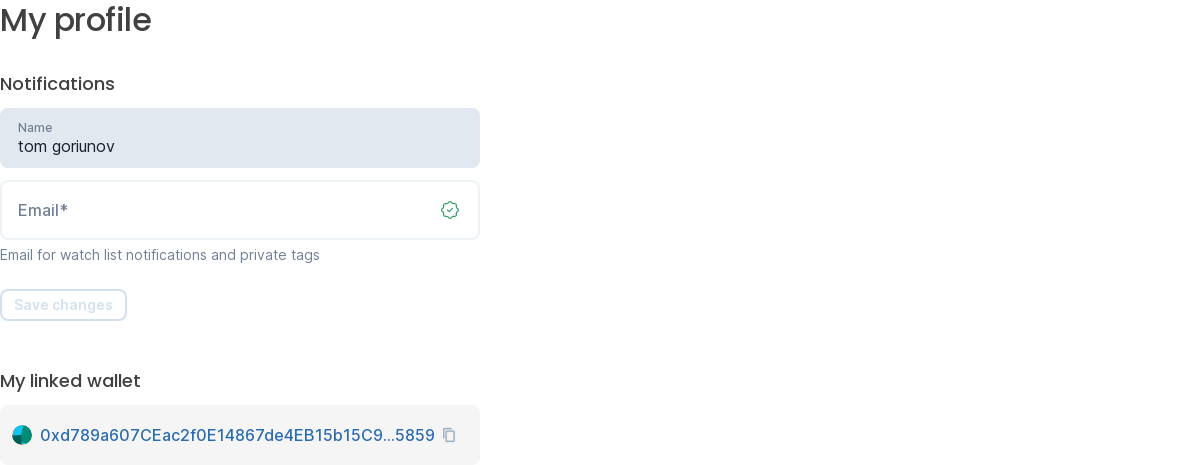 My profile
Notifications
Name
tom goriunov
Email*
Email for watch list notifications and private tags
Save changes
My linked wallet
0xd789a607CEac2f0E14867de4EB15b15C9...5859